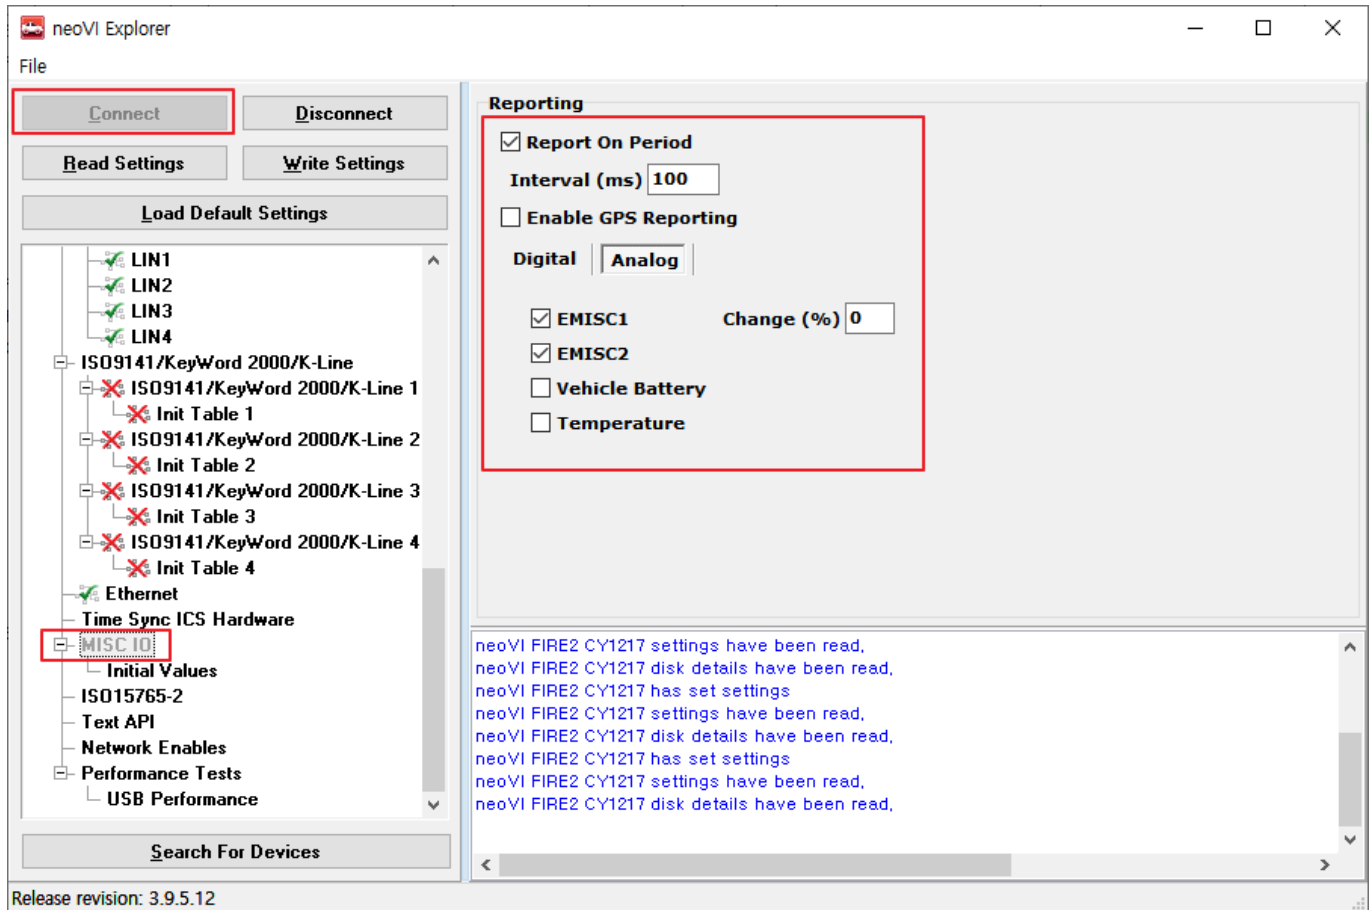 neoVI Explorer
File
Connect
Disconnect
Read Settings
Write Settings
Load Default Settings
LIN1
LIN2
LIN3
LIN4
ISO9141/KeyWord 2000/K-Line
ISO9141/KeyWord 2000/K-Line 1
Init Table 1
ISO9141/KeyWord 2000/K-Line 2
Init Table 2
ISO9141/KeyWord 2000/K-Line 3
Init Table 3
ISO9141/KeyWord 2000/K-Line 4
Init Table 4
Ethernet
Time Sync ICS Hardware
MISC IO
Initial Values
ISO15765-2
Text API
Network Enables
Performance Tests
USB Performance
Search For Devices
Reporting
Report On Period
Interval (ms) 100
Enable GPS Reporting
Digital Analog
EMISC1 Change (%) 0
EMISC2
Vehicle Battery
Temperature
neoVI FIRE2 CY1217 settings have been read,
neoVI FIRE2 CY1217 disk details have been read,
neoVI FIRE2 CY1217 has set settings
neoVI FIRE2 CY1217 settings have been read,
neoVI FIRE2 CY1217 disk details have been read,
neoVI FIRE2 CY1217 has set settings
neoVI FIRE2 CY1217 settings have been read,
neoVI FIRE2 CY1217 disk details have been read,
Release revision: 3.9.5.12